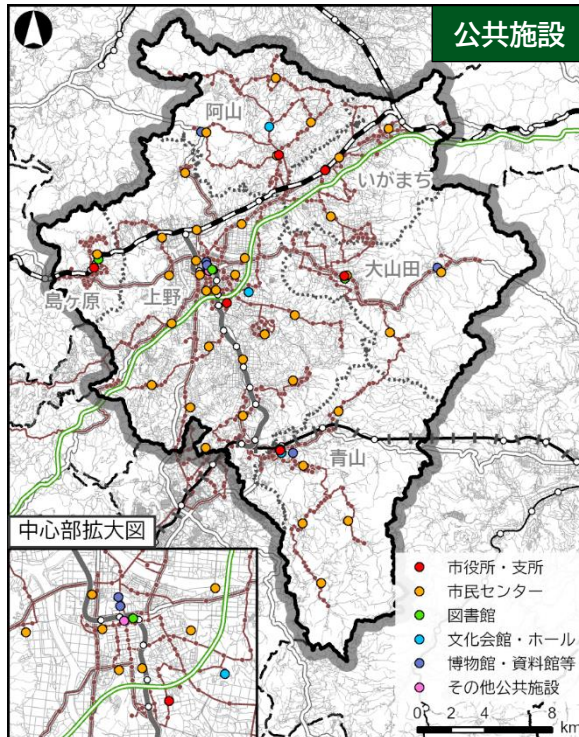 公共施設
阿山
いがまち
大山田
島ヶ原
上野
青山
中心部拡大図
市役所・支所
市民センター
図書館
文化会館・ホール
博物館・資料館等
その他公共施設
0 2 4 8
km